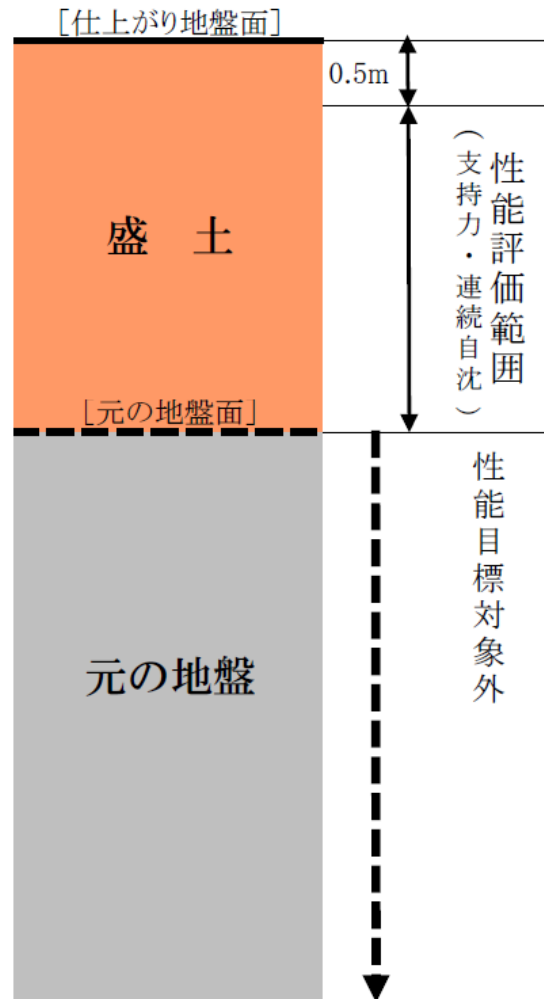 [仕上がり地盤面]
0.5m
盛　土
性能評価範囲
(支持力・連続自沈)
[元の地盤面]
性能目標対象外
元の地盤